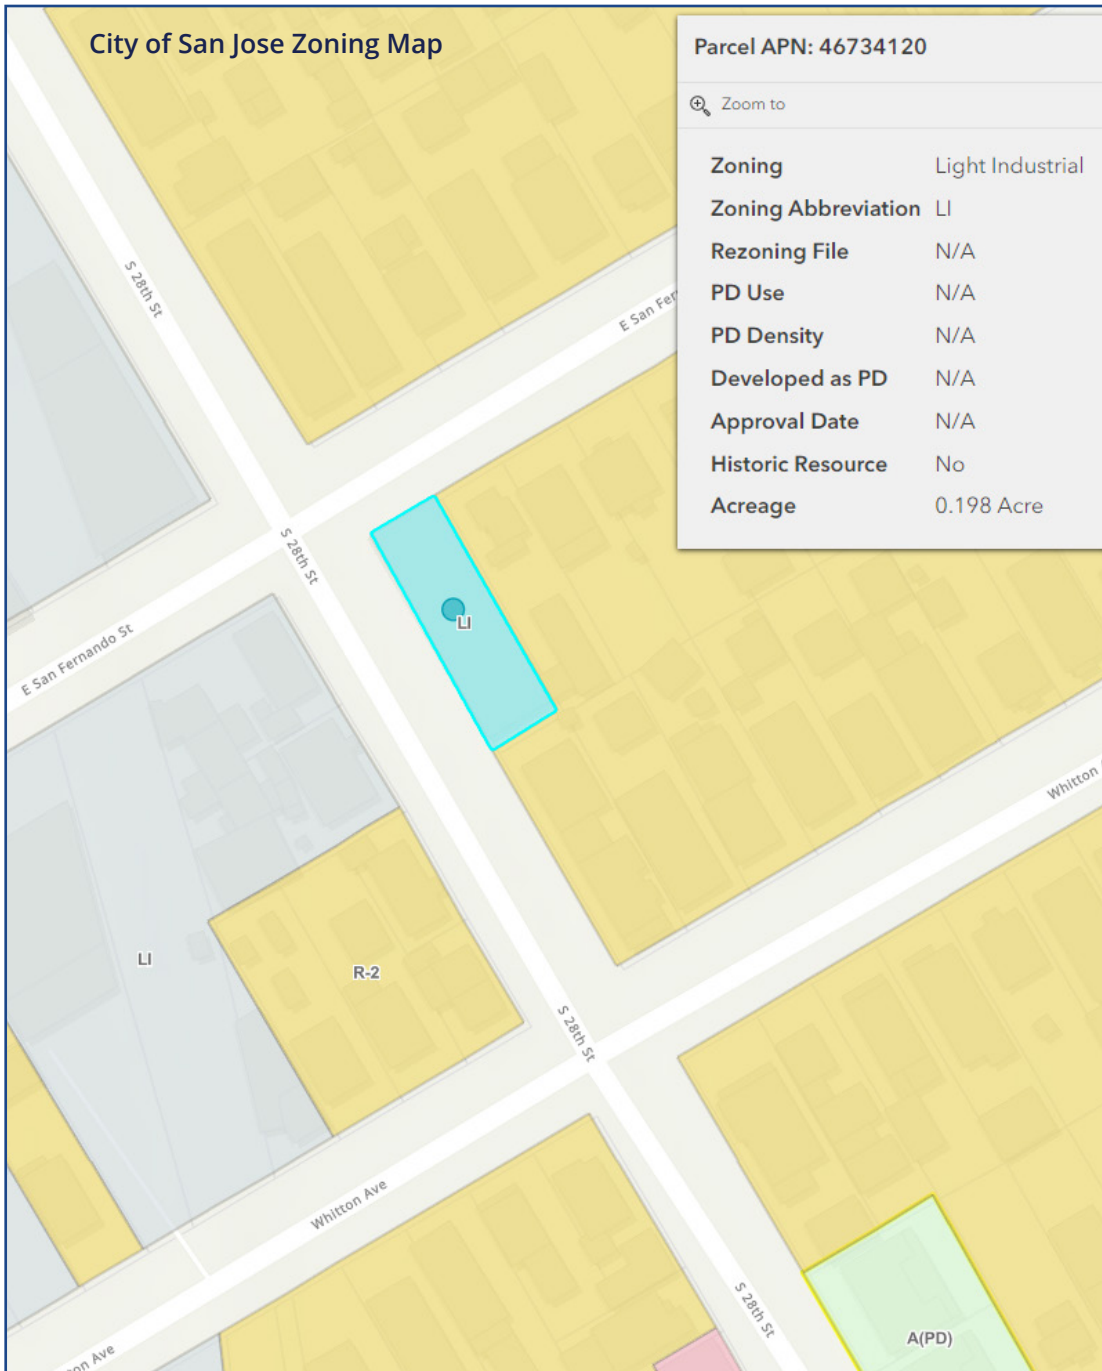 City of San Jose Zoning Map
Parcel APN: 46734120
Zoom to
Zoning Light Industrial
Zoning Abbreviation LI
Rezoning File N/A
PD Use N/A
PD Density N/A
Developed as PD N/A
Approval Date N/A
Historic Resource No
Acreage 0.198 Acre
S 28th St
E San Fer
S 28th St
LI
E San Fernando St
Whitton
LI
R-2
S 28th St
Whitton Ave
S 28th St
A(PD)
on Ave